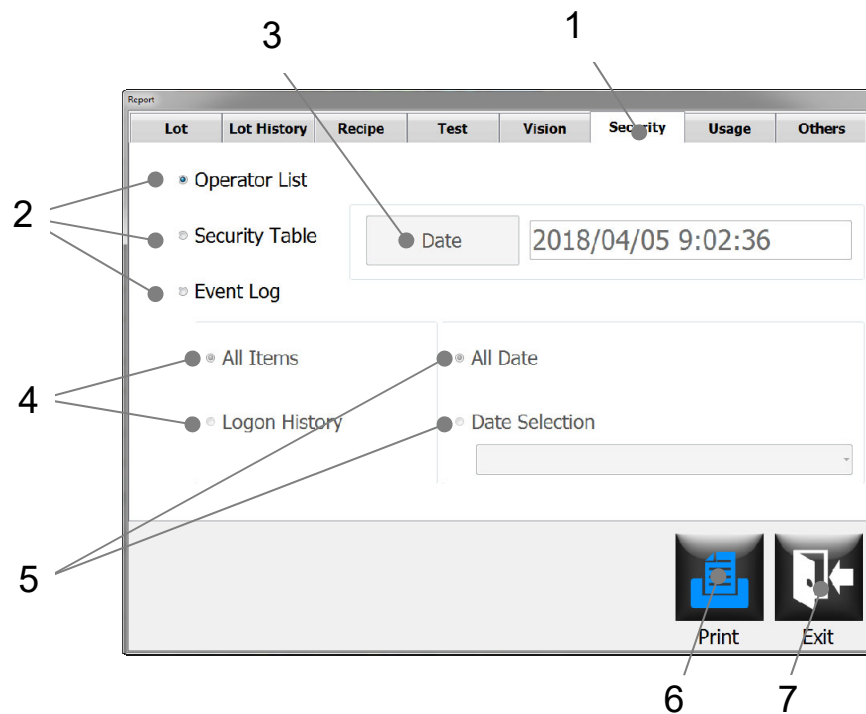 3
1
Report
Lot Lot History Recipe Test Vision Security Usage Others
Operator List
2
Security Table
Date 2018/04/05 9:02:36
Event Log
All Items All Date
4
Logon History Date Selection
5
Print Exit
6 7